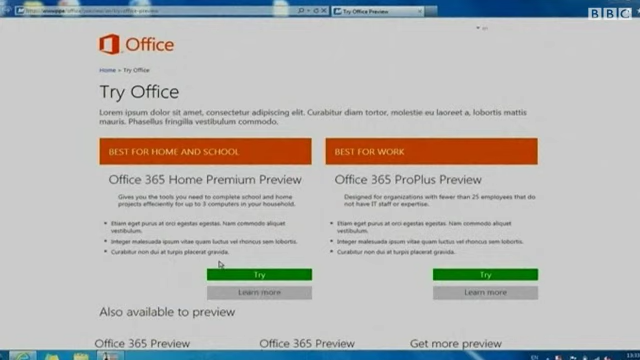 BBC
Try Office Preview
Office
Home » Try Office
Try Office
Lorem ipsum dolor sit amet, consectetur adipiscing elit. Curabitur diam tortor, molestie eu laoreet a, lobortis mattis
mauris. Phasellus fringilla vestibulum commodo.
BEST FOR HOME AND SCHOOL
Office 365 Home Premium Preview
Gives you the tools you need to complete school and home
projects effeciently for up to 3 computers in your household.
Etiam eget purus at orci egestas egestas. Nam commodo aliquet
vestibulum.
Integer malesuada ipsum vitae quam luctus vel rhoncus sem lobortis.
Curabitur non dui at turpis placerat gravida.
Try
Learn more
BEST FOR WORK
Office 365 ProPlus Preview
Designed for organizations with fewer than 25 employees that do
not have IT staff or expertise.
Etiam eget purus at orci egestas egestas. Nam commodo aliquet
vestibulum.
Integer malesuada ipsum vitae quam luctus vel rhoncus sem lobortis.
Curabitur non dui at turpis placerat gravida.
Try
Learn more
Also available to preview
Office 365 Preview
Office 365 Preview
Get more preview
EN